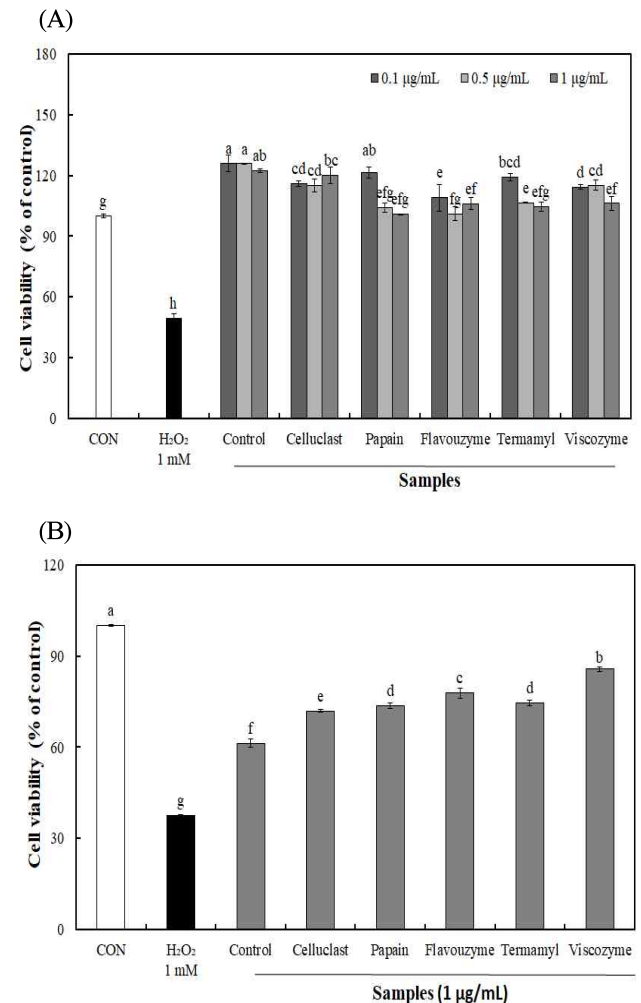 (A)
180
150
120
90
60
30
0
Cell viability (% of control)
0.1 μg/mL 0.5 μg/mL 1 μg/mL
g
h
a a ab
cd cd bc
ab efg efg
e fg ef
bcd e efg
d cd ef
CON H₂O₂ Control Celluclast Papain Flavouzyme Termamyl Viscozyme
1 mM
Samples
(B)
120
90
60
30
0
Cell viability (% of control)
a
g
f
e
d
c
d
b
CON H₂O₂ Control Celluclast Papain Flavouzyme Termamyl Viscozyme
1 mM
Samples (1 μg/mL)